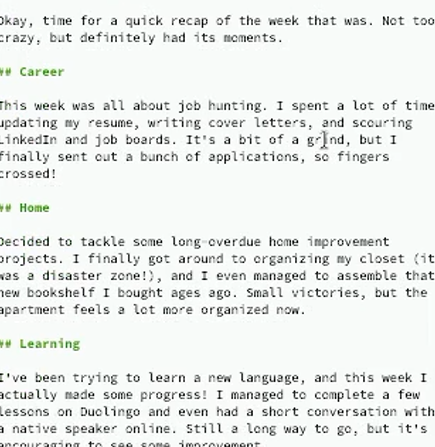 Okay, time for a quick recap of the week that was. Not too
crazy, but definitely had its moments.
## Career
This week was all about job hunting. I spent a lot of time
updating my resume, writing cover letters, and scouring
LinkedIn and job boards. It's a bit of a grind, but I
finally sent out a bunch of applications, so fingers
crossed!
## Home
Decided to tackle some long-overdue home improvement
projects. I finally got around to organizing my closet (it
was a disaster zone!), and I even managed to assemble that
new bookshelf I bought ages ago. Small victories, but the
apartment feels a lot more organized now.
## Learning
I've been trying to learn a new language, and this week I
actually made some progress! I managed to complete a few
lessons on Duolingo and even had a short conversation with
a native speaker online. Still a long way to go, but it's
encouraging to see some improvement.